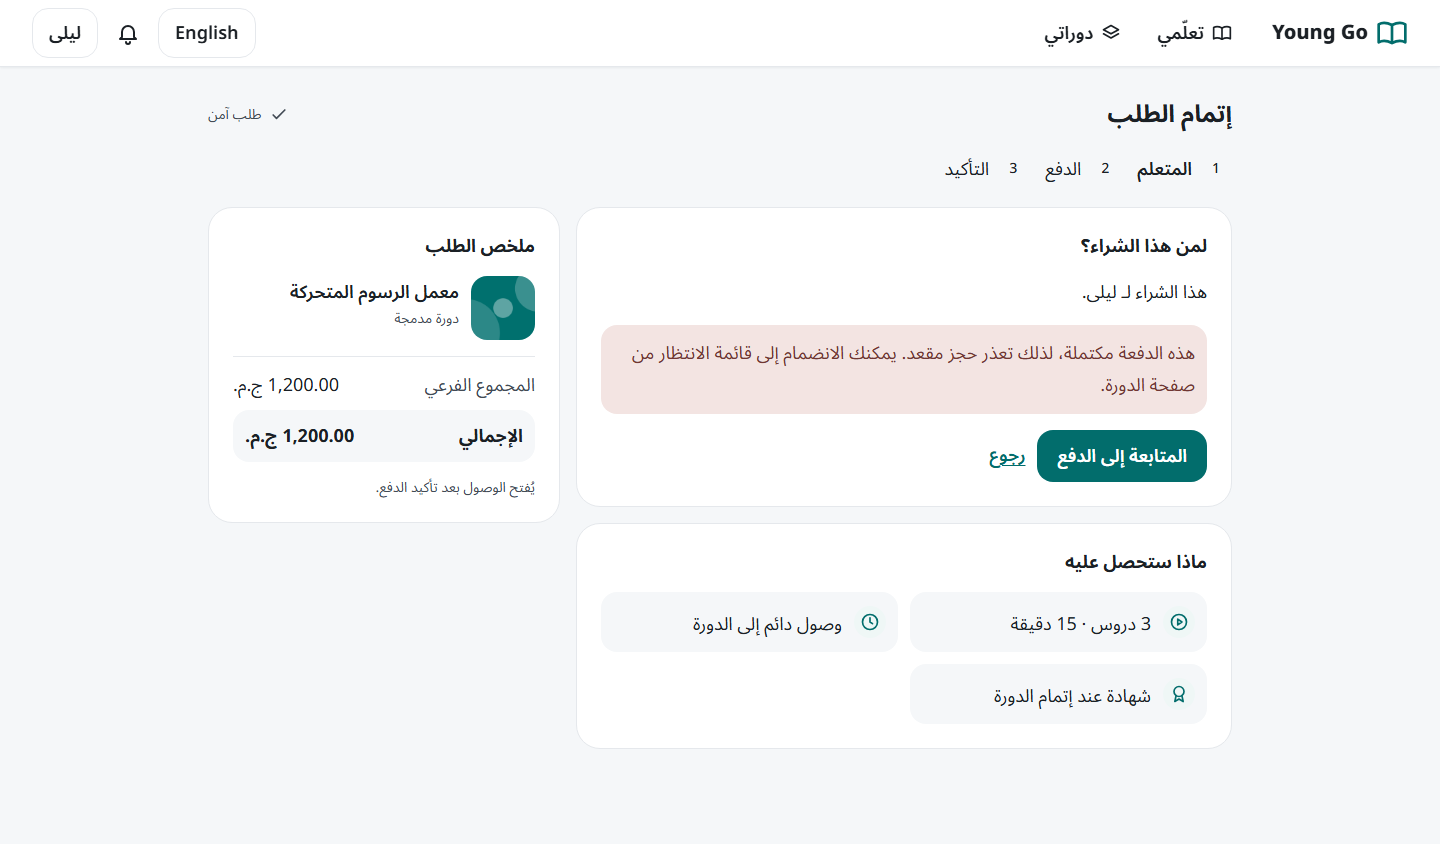 Young Go
تعلّمي
دوراتي
English
ليلى
إتمام الطلب
طلب آمن
1 المتعلم 2 الدفع 3 التأكيد
لمن هذا الشراء؟
هذا الشراء لـ ليلى.
هذه الدفعة مكتملة، لذلك تعذر حجز مقعد. يمكنك الانضمام إلى قائمة الانتظار من
صفحة الدورة.
المتابعة إلى الدفع
رجوع
ماذا ستحصل عليه
3 دروس · 15 دقيقة
وصول دائم إلى الدورة
شهادة عند إتمام الدورة
ملخص الطلب
معمل الرسوم المتحركة
دورة مدمجة
المجموع الفرعي 1,200.00 ج.م.
الإجمالي 1,200.00 ج.م.
يُفتح الوصول بعد تأكيد الدفع.